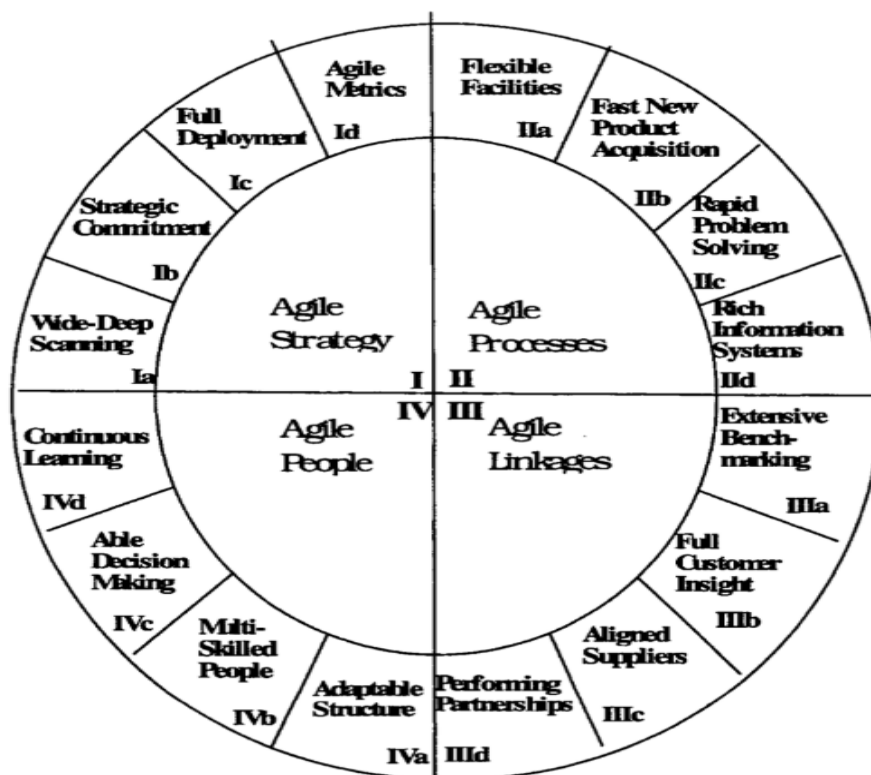 Agile
Metrics
Id
Flexible
Facilities
IIa
Full
Deployment
Ic
Fast New
Product
Acquisition
IIb
Strategic
Commitment
Ib
Rapid
Problem
Solving
IIc
Wide-Deep
Scanning
Ia
Rich
Information
Systems
IId
Agile
Strategy
I
Agile
Processes
II
IV
Agile
People
III
Agile
Linkages
Continuous
Learning
IVd
Extensive
Bench-
marking
IIIa
Able
Decision
Making
IVc
Full
Customer
Insight
IIIb
Multi-
Skilled
People
IVb
Aligned
Suppliers
IIIc
Adaptable
Structure
IVa
Performing
Partnerships
IIId